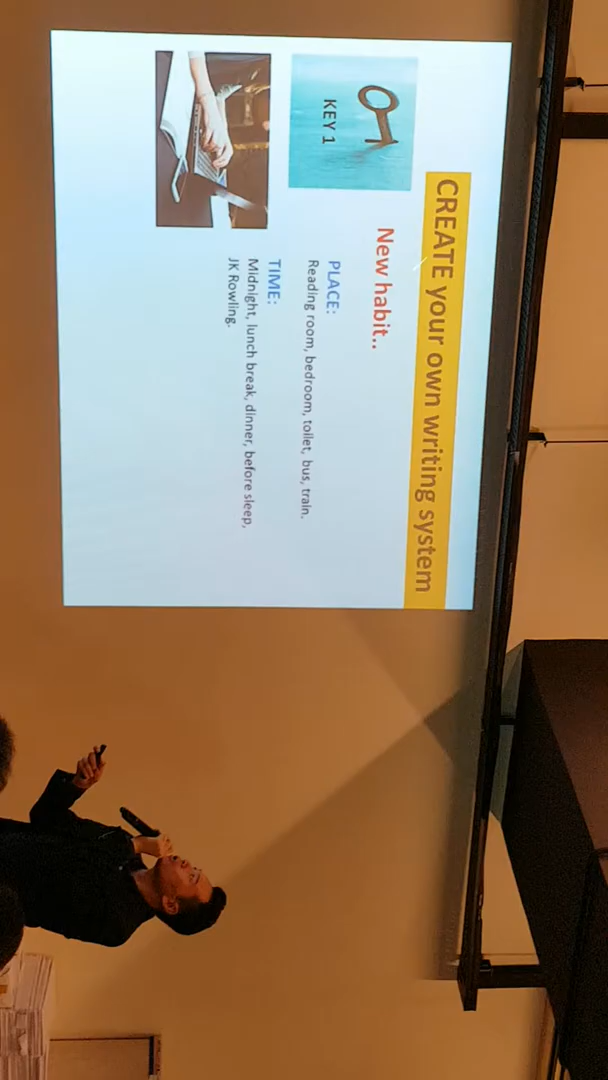 CREATE your own writing system
KEY 1
New habit..
PLACE:
Reading room, bedroom, toilet, bus, train.
TIME:
Midnight, lunch break, dinner, before sleep,
JK Rowling.